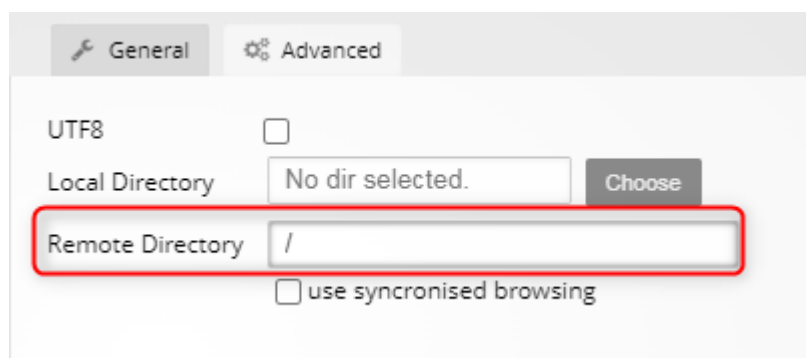 General Advanced
UTF8
Local Directory No dir selected. Choose
Remote Directory /
use syncronised browsing